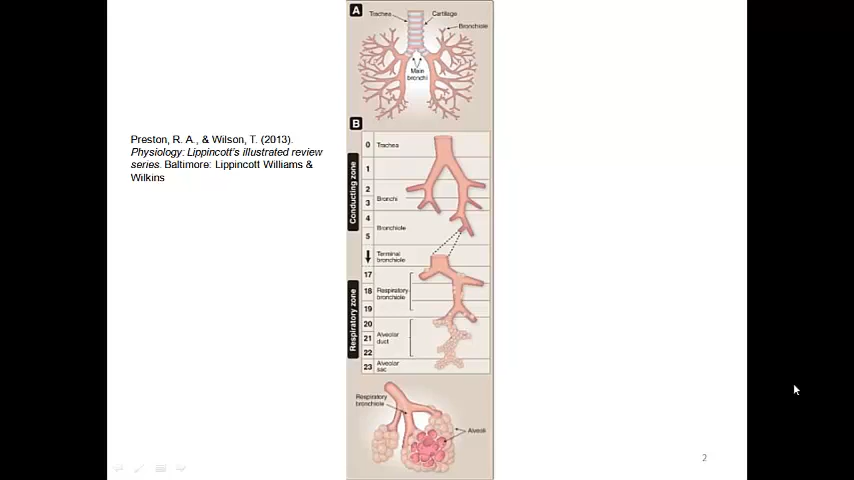 Preston, R. A., & Wilson, T. (2013).
Physiology: Lippincott's illustrated review
series. Baltimore: Lippincott Williams &
Wilkins
A
Trachea
Cartilage
Bronchiole
Main
bronchi
B
Conducting zone
0 Trachea
1
2
Bronchi
3
4
Bronchiole
5
Terminal
bronchiole
Respiratory zone
17
18 Respiratory
bronchiole
19
20
21 Alveolar
duct
22
23 Alveolar
sac
Respiratory
bronchiole
Alveoli
2